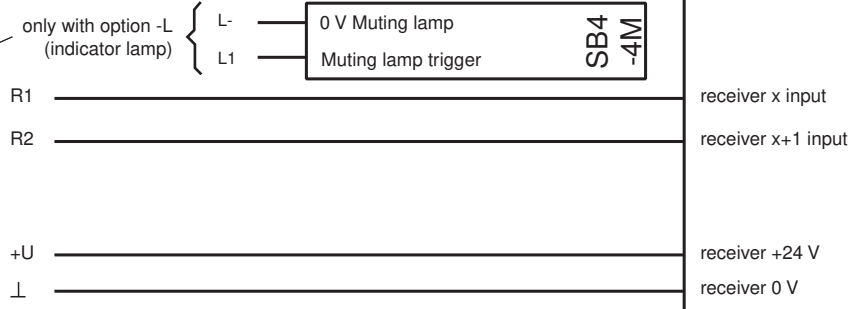 only with option -L
(indicator lamp)
L-
0 V Muting lamp
L1
Muting lamp trigger
SB4
-4M
R1
receiver x input
R2
receiver x+1 input
+U
receiver +24 V
⊥
receiver 0 V